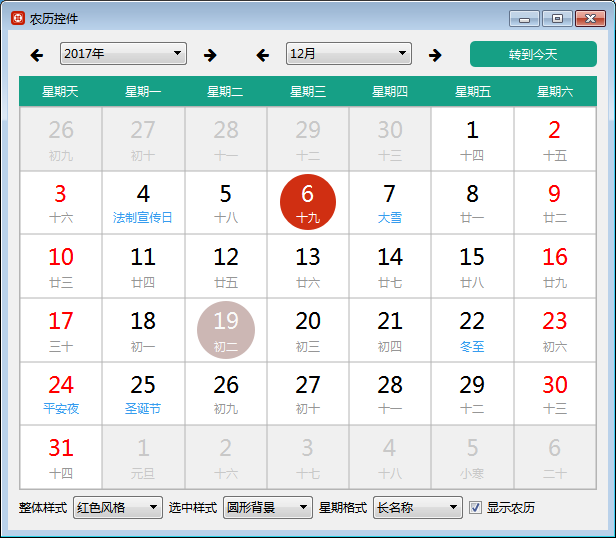 农历控件
2017年 12月 转到今天
星期天 星期一 星期二 星期三 星期四 星期五 星期六
26 27 28 29 30 1 2
初九 初十 十一 十二 十三 十四 十五
3 4 5 6 7 8 9
十六 法制宣传日 十八 十九 大雪 廿一 廿二
10 11 12 13 14 15 16
廿三 廿四 廿五 廿六 廿七 廿八 廿九
17 18 19 20 21 22 23
三十 初一 初二 初三 初四 冬至 初六
24 25 26 27 28 29 30
平安夜 圣诞节 初九 初十 十一 十二 十三
31 1 2 3 4 5 6
十四 元旦 十六 十七 十八 小寒 二十
整体样式 红色风格 选中样式 圆形背景 星期格式 长名称 显示农历